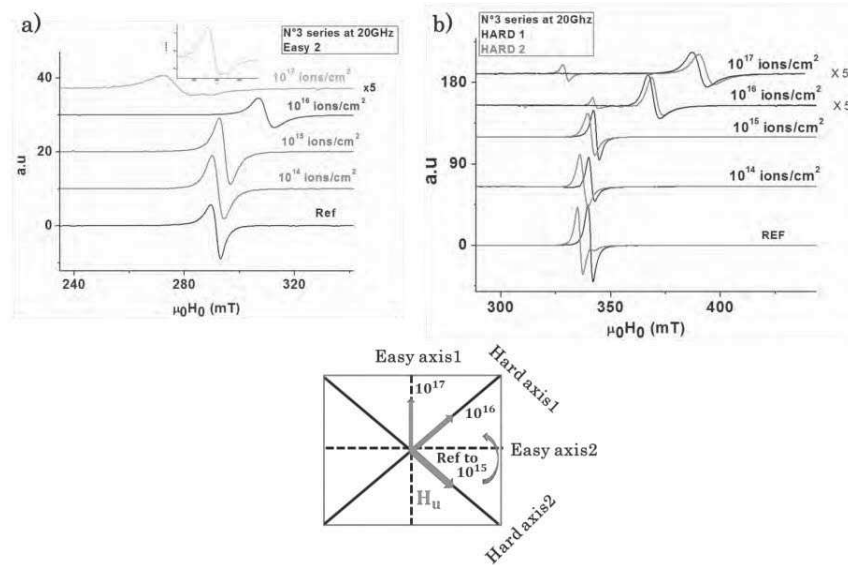 a)
N°3 series at 20GHz
Easy 2
10¹⁷ ions/cm²
x5
10¹⁶ ions/cm²
10¹⁵ ions/cm²
10¹⁴ ions/cm²
Ref
a.u
40
20
0
240
280
320
μ₀H₀ (mT)
b)
N°3 series at 20Ghz
HARD 1
HARD 2
10¹⁷ ions/cm²
X 5
10¹⁶ ions/cm²
X 5
10¹⁵ ions/cm²
10¹⁴ ions/cm²
REF
a.u
180
90
0
300
350
400
μ₀H₀ (mT)
Easy axis1
Hard axis1
10¹⁷
10¹⁶
Easy axis2
Ref to
10¹⁵
Hᵤ
Hard axis2